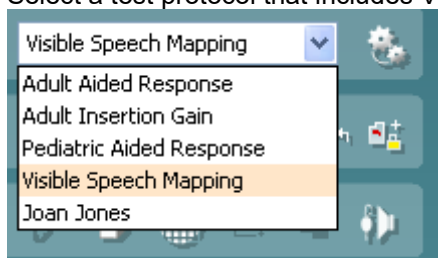 Select a test protocol that includes V
Visible Speech Mapping
Adult Aided Response
Adult Insertion Gain
Pediatric Aided Response
Visible Speech Mapping
Joan Jones